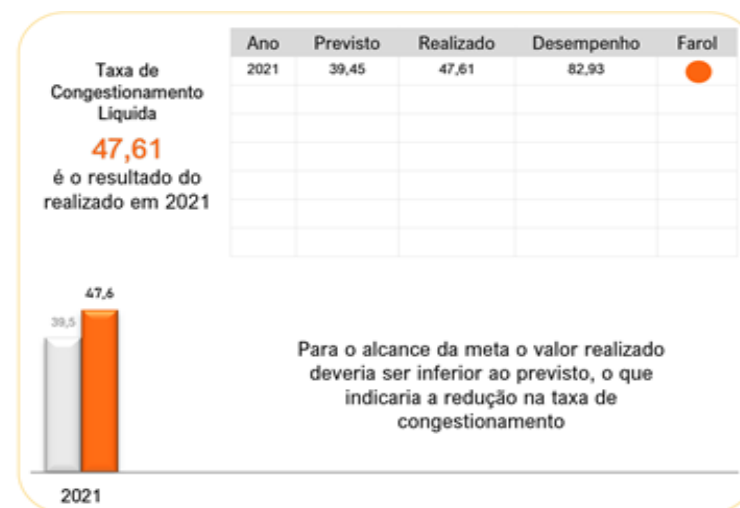 Taxa de
Congestionamento
Líquida
47,61
é o resultado do
realizado em 2021
Ano Previsto Realizado Desempenho Farol
2021 39,45 47,61 82,93
47,6
39,5
2021
Para o alcance da meta o valor realizado
deveria ser inferior ao previsto, o que
indicaria a redução na taxa de
congestionamento